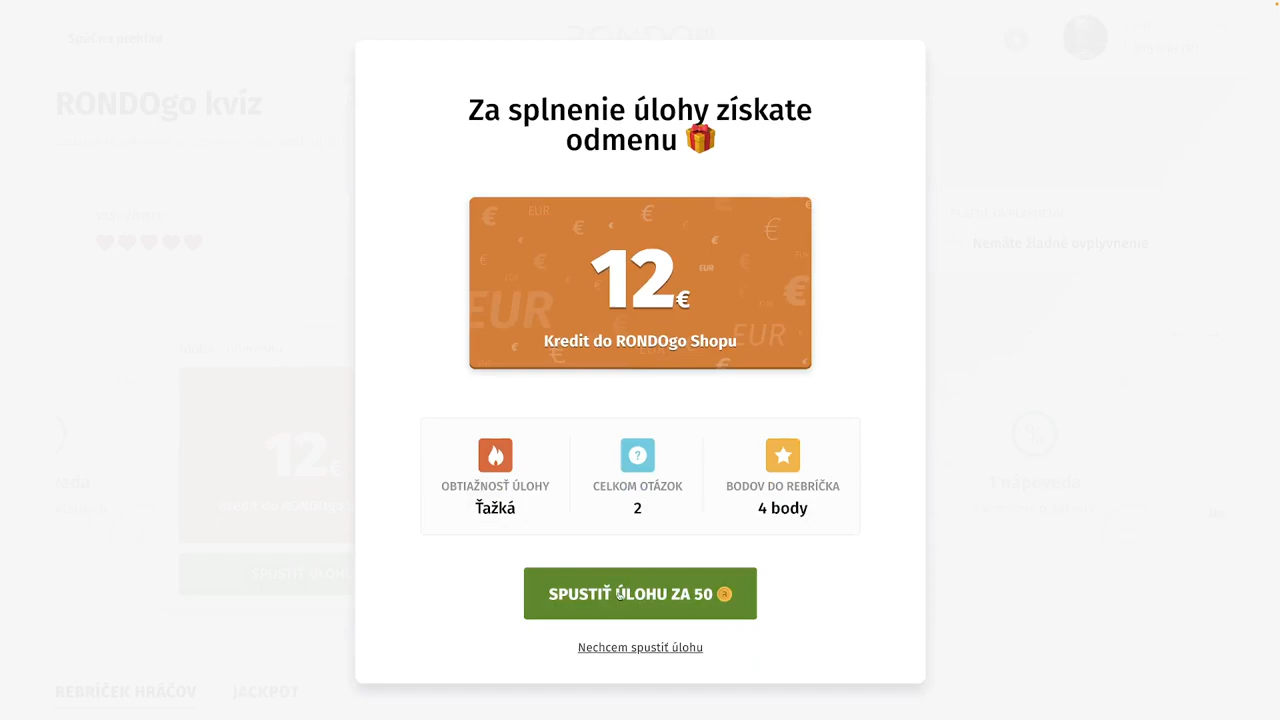 Späť na ponuku
RONDOgo kvíz
Za splnenie úlohy získate
odmenu
EUR
€
12€
EUR
EUR
EUR
Kredit do RONDOgo Shopu
Nemáte žiadne ovplyvnenie
OBTIAŽNOSŤ ÚLOHY
Ťažká
CELKOM OTÁZOK
2
BODOV DO REBRÍČKA
4 body
12€
1 nápoveda
SPUSTIŤ ÚLOHU ZA 50
Nechcem spustiť úlohu
REBRÍČEK HRÁČOV
JACKPOT